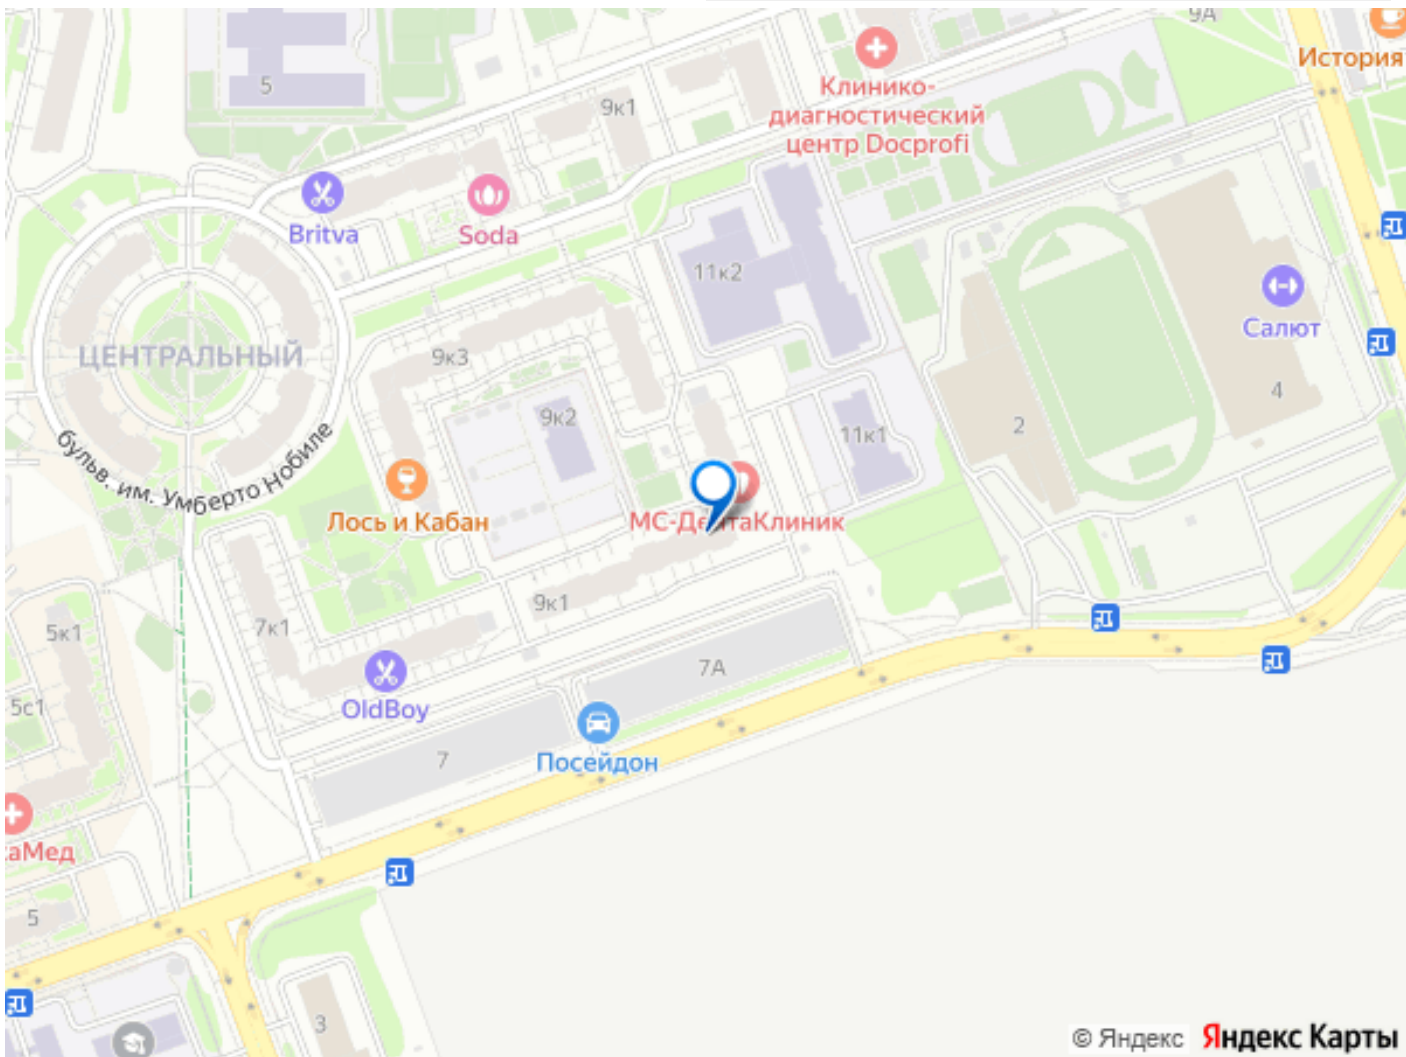 9А
История
5
9к1
Клинико-
диагностический
центр Docprofi
Britva
Soda
11к2
Салют
ЦЕНТРАЛЬНЫЙ
9к3
4
9к2
2
11к1
бульв. им. Умберто Нобиле
Лось и Кабан
МС-ДентаКлиник
9к1
7к1
5к1
7А
5с1
OldBoy
7
Посейдон
аМед
5
3
© Яндекс Яндекс Карты